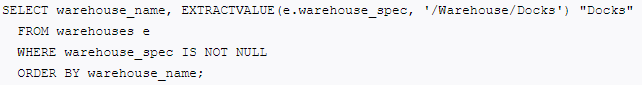 SELECT warehouse_name, EXTRACTVALUE(e.warehouse_spec, '/Warehouse/Docks') "Docks"
  FROM warehouses e
  WHERE warehouse_spec IS NOT NULL
  ORDER BY warehouse_name;